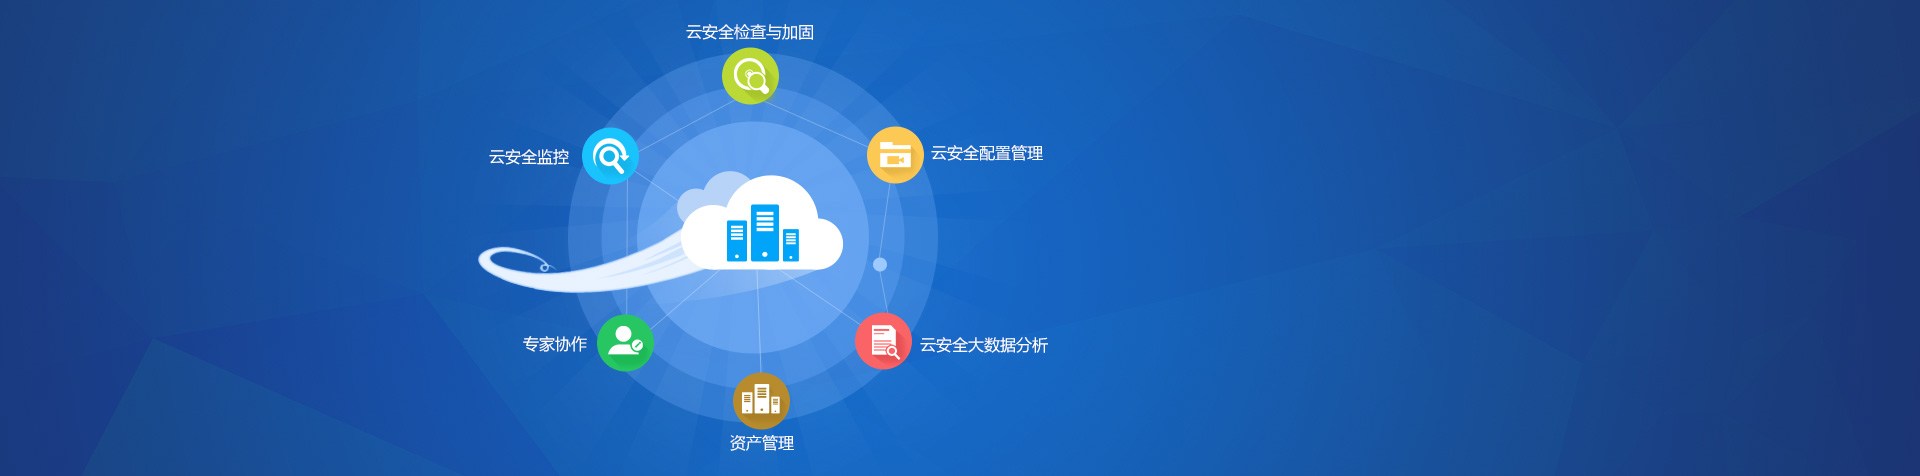 云安全检查与加固
云安全监控
云安全配置管理
专家协作
云安全大数据分析
资产管理